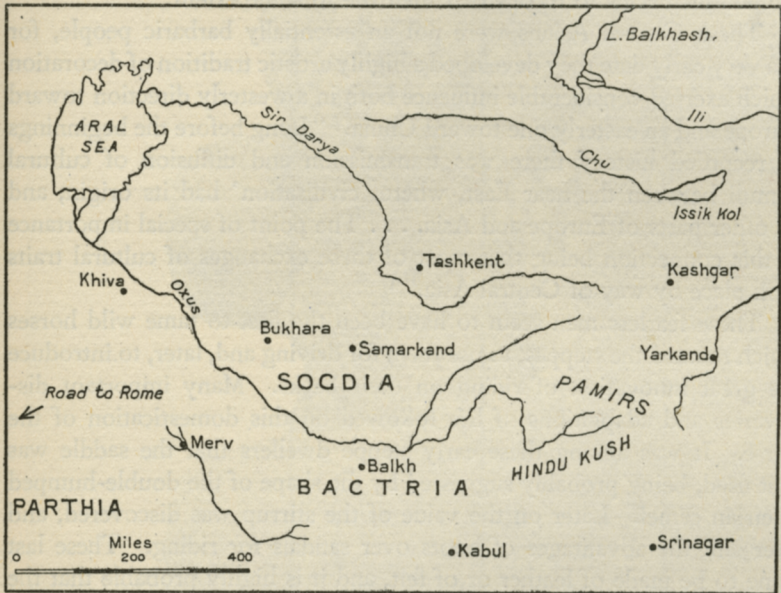 L. Balkhash.
ARAL
SEA
Sir Darya
Ili
Chu
Issik Kol
Tashkent
Kashgar
Khiva
Oxus
Bukhara
Samarkand
Yarkand
SOGDIA
PAMIRS
Road to Rome
Merv
HINDU KUSH
Balkh
BACTRIA
PARTHIA
Miles
0 200 400
Kabul
Srinagar